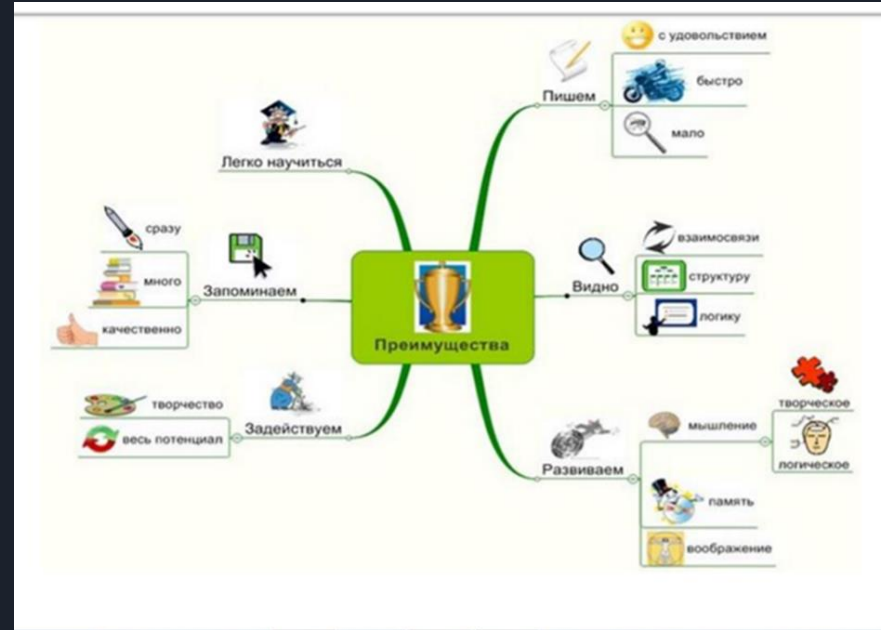 с удовольствием
Пишем
быстро
мало
Легко научиться
сразу
много
Запоминаем
качественно
Преимущества
взаимосвязи
Видно
структуру
логику
творчество
Задействуем
весь потенциал
Развиваем
мышление
творческое
логическое
память
воображение